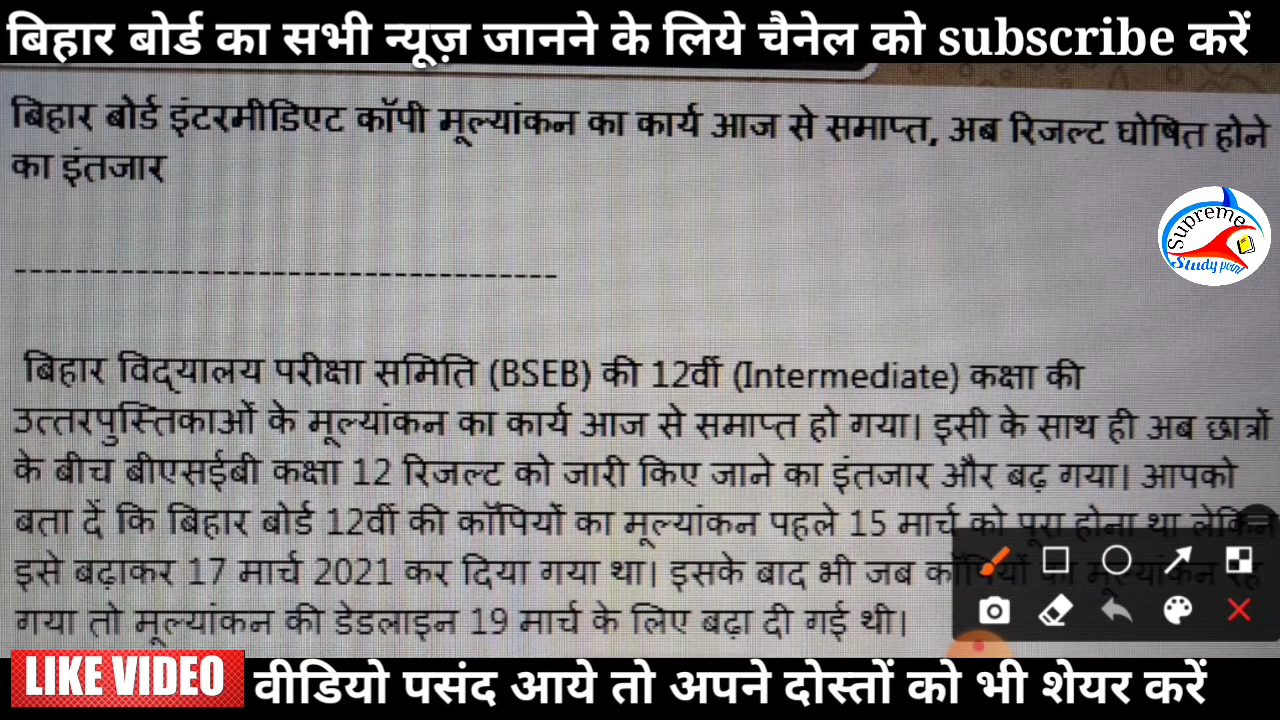 बिहार बोर्ड का सभी न्यूज़ जानने के लिये चैनेल को subscribe करें
बिहार बोर्ड इंटरमीडिएट कॉपी मूल्यांकन का कार्य आज से समाप्त, अब रिजल्ट घोषित होने
का इंतजार
Supreme
Study point
----------------------------------
बिहार विद्यालय परीक्षा समिति (BSEB) की 12वीं (Intermediate) कक्षा की
उत्तरपुस्तिकाओं के मूल्यांकन का कार्य आज से समाप्त हो गया। इसी के साथ ही अब छात्रों
के बीच बीएसईबी कक्षा 12 रिजल्ट को जारी किए जाने का इंतजार और बढ़ गया। आपको
बता दें कि बिहार बोर्ड 12वीं की कॉपियों का मूल्यांकन पहले 15 मार्च को पूरा होना था लेकिन
इसे बढ़ाकर 17 मार्च 2021 कर दिया गया था। इसके बाद भी जब कॉपियों का मूल्यांकन रह
गया तो मूल्यांकन की डेडलाइन 19 मार्च के लिए बढ़ा दी गई थी।
LIKE VIDEO
वीडियो पसंद आये तो अपने दोस्तों को भी शेयर करें